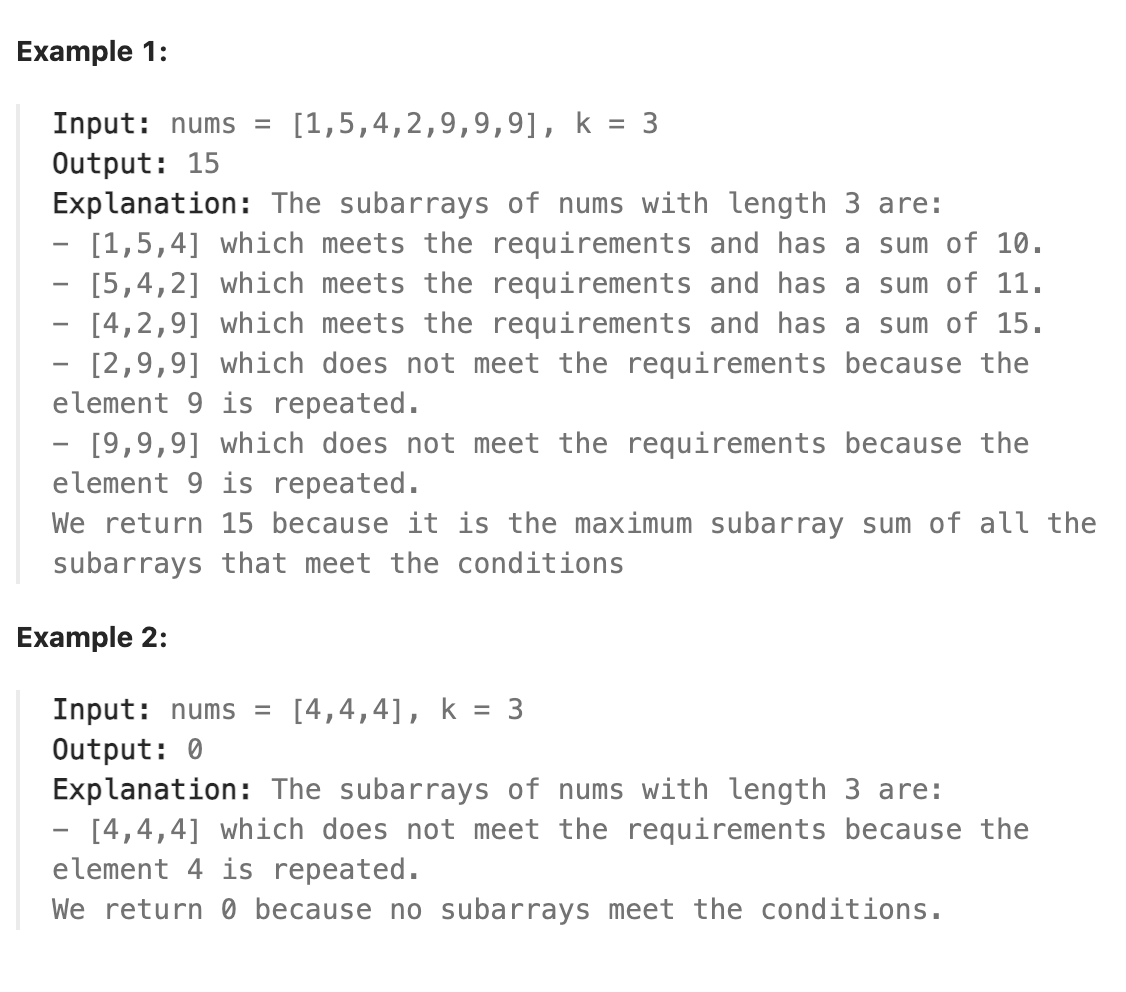 Example 1:
Input: nums = [1,5,4,2,9,9,9], k = 3
Output: 15
Explanation: The subarrays of nums with length 3 are:
- [1,5,4] which meets the requirements and has a sum of 10.
- [5,4,2] which meets the requirements and has a sum of 11.
- [4,2,9] which meets the requirements and has a sum of 15.
- [2,9,9] which does not meet the requirements because the
element 9 is repeated.
- [9,9,9] which does not meet the requirements because the
element 9 is repeated.
We return 15 because it is the maximum subarray sum of all the
subarrays that meet the conditions
Example 2:
Input: nums = [4,4,4], k = 3
Output: 0
Explanation: The subarrays of nums with length 3 are:
- [4,4,4] which does not meet the requirements because the
element 4 is repeated.
We return 0 because no subarrays meet the conditions.